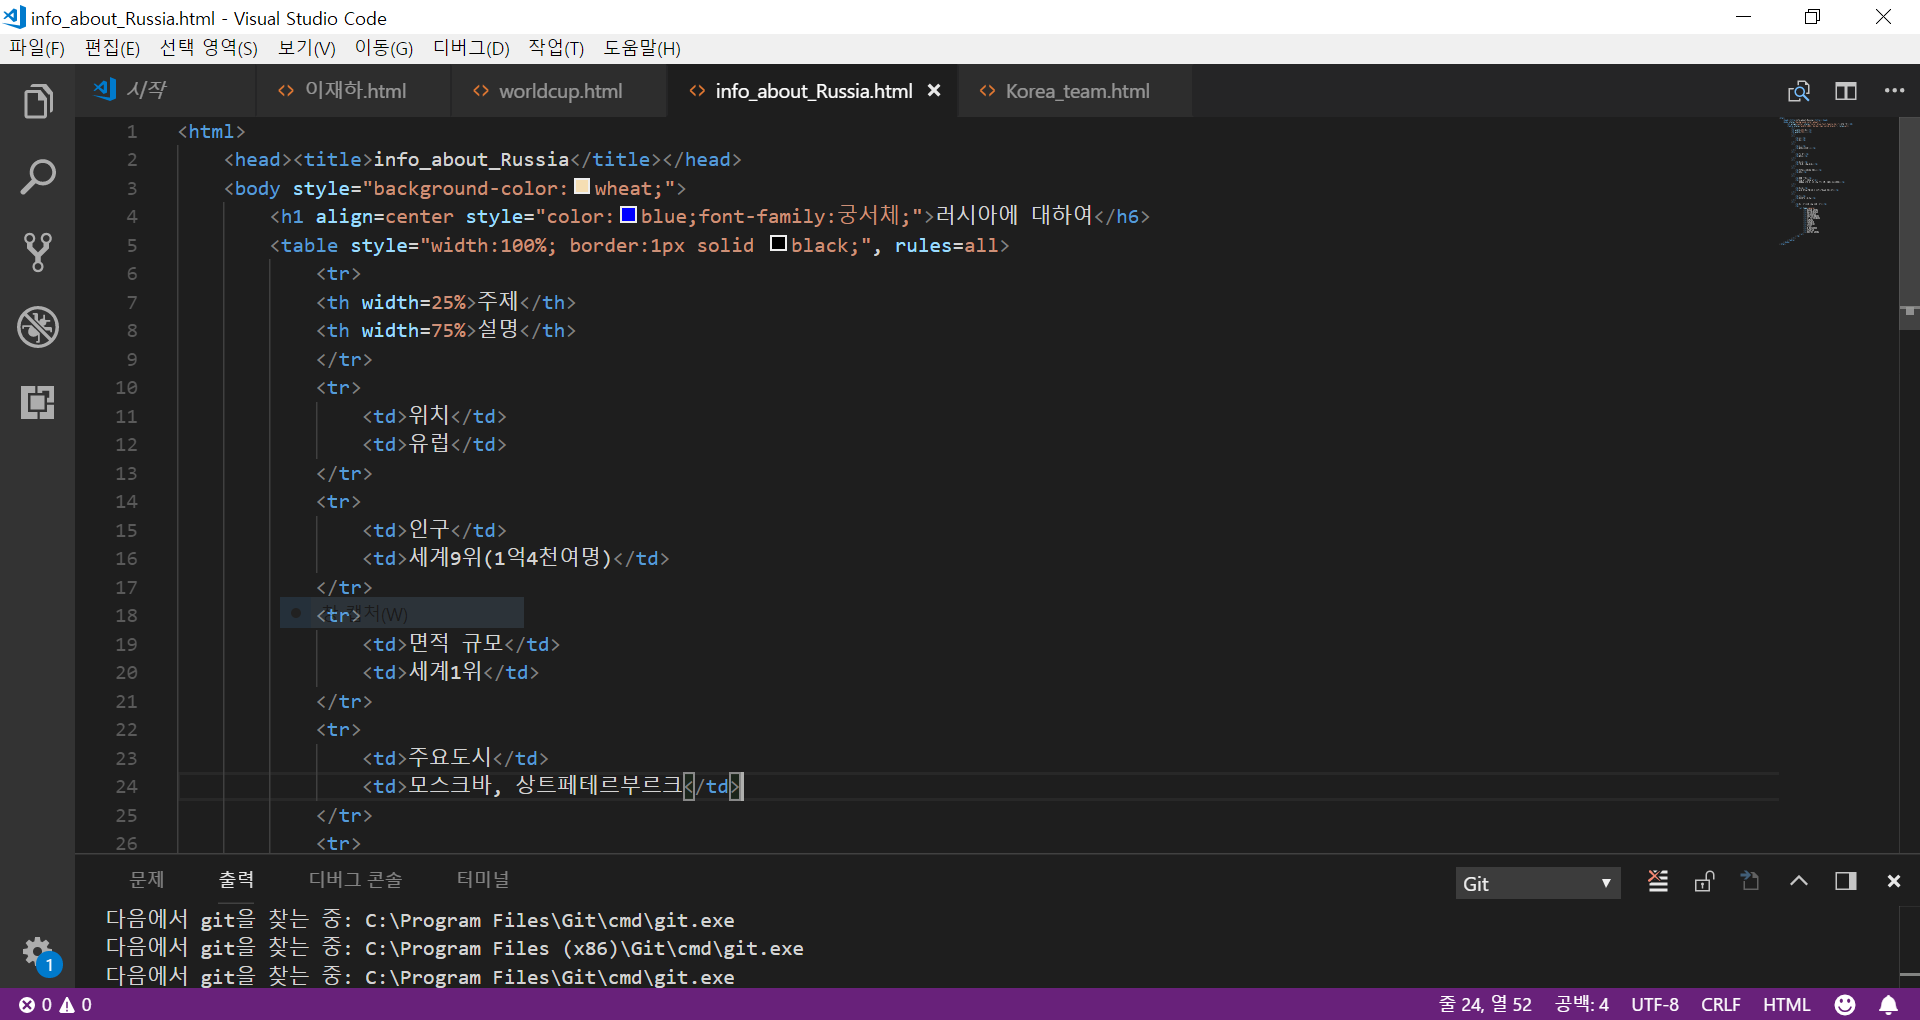 info_about_Russia.html - Visual Studio Code
파일(F) 편집(E) 선택 영역(S) 보기(V) 이동(G) 디버그(D) 작업(T) 도움말(H)
시작 이재하.html worldcup.html info_about_Russia.html Korea_team.html
1 <html>
2 <head><title>info_about_Russia</title></head>
3 <body style="background-color:wheat;">
4 <h1 align=center style="color:blue;font-family:궁서체;">러시아에 대하여</h6>
5 <table style="width:100%; border:1px solid black;", rules=all>
6 <tr>
7 <th width=25%>주제</th>
8 <th width=75%>설명</th>
9 </tr>
10 <tr>
11 <td>위치</td>
12 <td>유럽</td>
13 </tr>
14 <tr>
15 <td>인구</td>
16 <td>세계9위(1억4천여명)</td>
17 </tr>
18 <tr>
19 <td>면적 규모</td>
20 <td>세계1위</td>
21 </tr>
22 <tr>
23 <td>주요도시</td>
24 <td>모스크바, 상트페테르부르크</td>
25 </tr>
26 <tr>
문제 출력 디버그 콘솔 터미널 Git
다음에서 git을 찾는 중: C:\Program Files\Git\cmd\git.exe
다음에서 git을 찾는 중: C:\Program Files (x86)\Git\cmd\git.exe
다음에서 git을 찾는 중: C:\Program Files\Git\cmd\git.exe
1
0 0 줄 24, 열 52 공백: 4 UTF-8 CRLF HTML